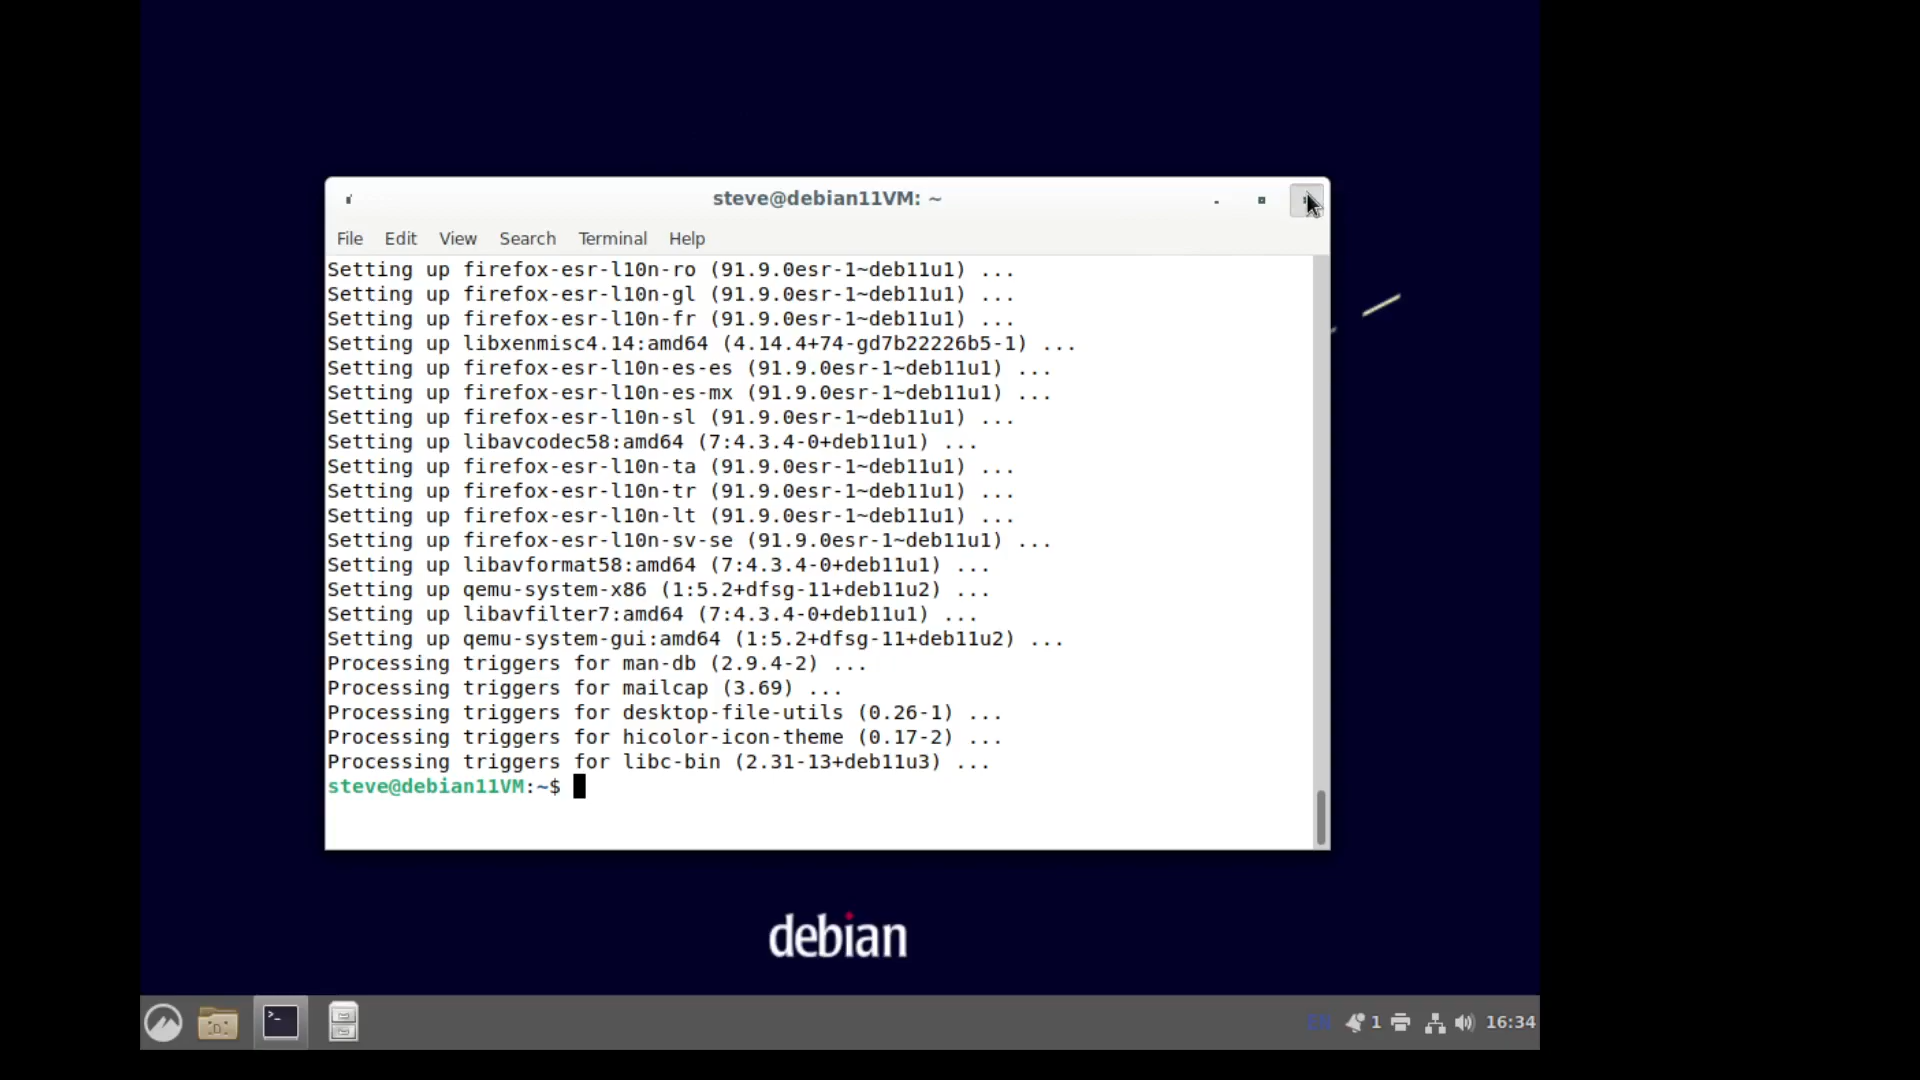 steve@debian11VM: ~
File Edit View Search Terminal Help
Setting up firefox-esr-l10n-ro (91.9.0esr-1~deb11u1) ...
Setting up firefox-esr-l10n-gl (91.9.0esr-1~deb11u1) ...
Setting up firefox-esr-l10n-fr (91.9.0esr-1~deb11u1) ...
Setting up libxenmisc4.14:amd64 (4.14.4+74-gd7b22226b5-1) ...
Setting up firefox-esr-l10n-es-es (91.9.0esr-1~deb11u1) ...
Setting up firefox-esr-l10n-es-mx (91.9.0esr-1~deb11u1) ...
Setting up firefox-esr-l10n-sl (91.9.0esr-1~deb11u1) ...
Setting up libavcodec58:amd64 (7:4.3.4-0+deb11u1) ...
Setting up firefox-esr-l10n-ta (91.9.0esr-1~deb11u1) ...
Setting up firefox-esr-l10n-tr (91.9.0esr-1~deb11u1) ...
Setting up firefox-esr-l10n-lt (91.9.0esr-1~deb11u1) ...
Setting up firefox-esr-l10n-sv-se (91.9.0esr-1~deb11u1) ...
Setting up libavformat58:amd64 (7:4.3.4-0+deb11u1) ...
Setting up qemu-system-x86 (1:5.2+dfsg-11+deb11u2) ...
Setting up libavfilter7:amd64 (7:4.3.4-0+deb11u1) ...
Setting up qemu-system-gui:amd64 (1:5.2+dfsg-11+deb11u2) ...
Processing triggers for man-db (2.9.4-2) ...
Processing triggers for mailcap (3.69) ...
Processing triggers for desktop-file-utils (0.26-1) ...
Processing triggers for hicolor-icon-theme (0.17-2) ...
Processing triggers for libc-bin (2.31-13+deb11u3) ...
steve@debian11VM:~$
debian
EN 1 16:34